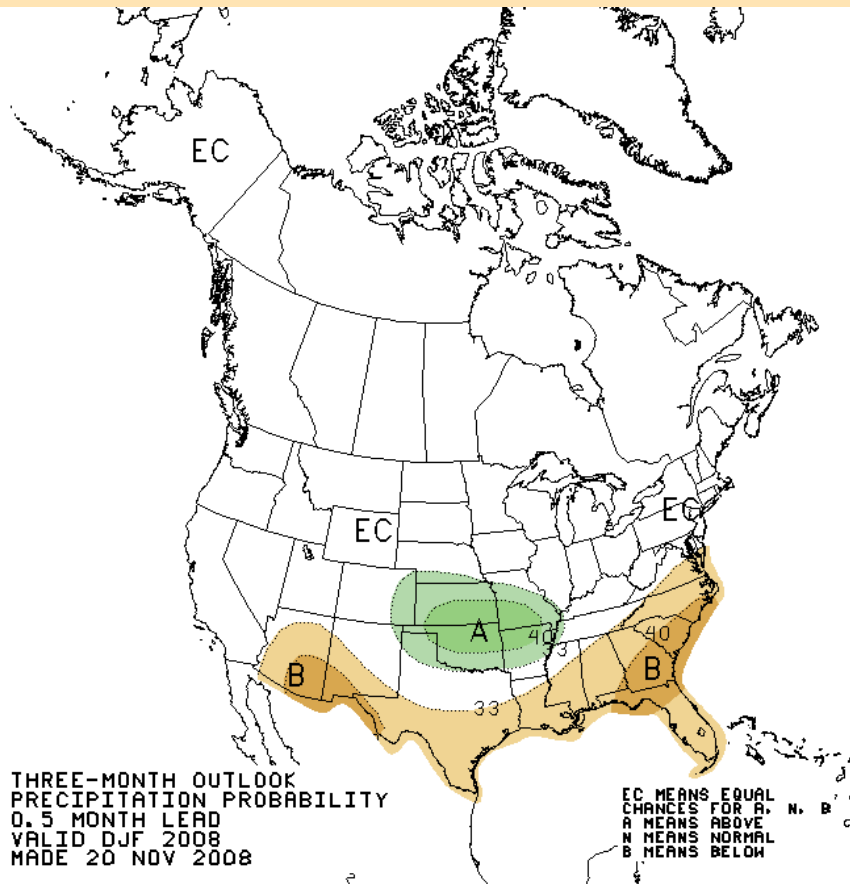 EC
EC
EC
A
40
33
40
B
B
33
THREE-MONTH OUTLOOK
PRECIPITATION PROBABILITY
0.5 MONTH LEAD
VALID DJF 2008
MADE 20 NOV 2008
EC MEANS EQUAL
CHANCES FOR A, N, B
A MEANS ABOVE
N MEANS NORMAL
B MEANS BELOW